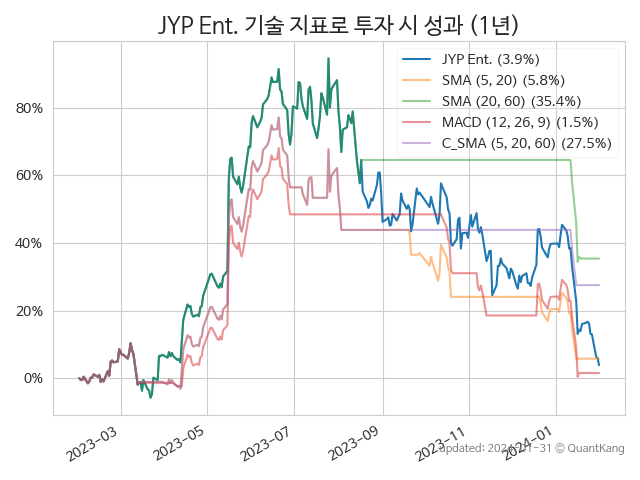 JYP Ent. 기술 지표로 투자 시 성과 (1년)
JYP Ent. (3.9%)
SMA (5, 20) (5.8%)
SMA (20, 60) (35.4%)
MACD (12, 26, 9) (1.5%)
C_SMA (5, 20, 60) (27.5%)
80%
60%
40%
20%
0%
2023-03
2023-05
2023-07
2023-09
2023-11
2024-01
updated: 2024-01-31 © QuantKang